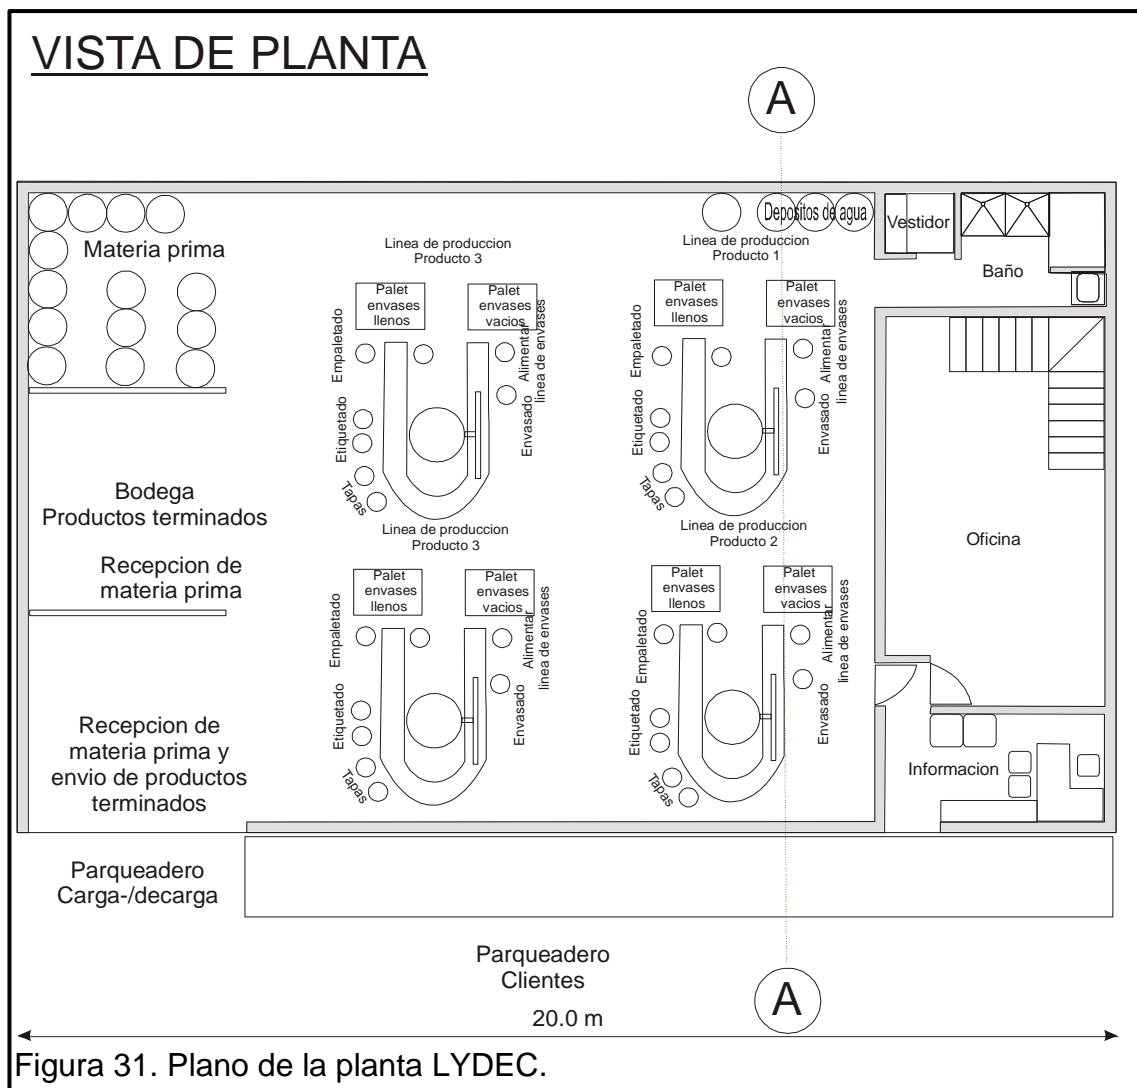 VISTA DE PLANTA
A
Depositos de agua
Vestidor
Materia prima
Linea de produccion
Producto 3
Linea de produccion
Producto 1
Baño
Palet
envases
llenos
Palet
envases
vacios
Empaletado
Alimentar
linea de envases
Etiquetado
Envasado
Tapas
Palet
envases
llenos
Palet
envases
vacios
Empaletado
Alimentar
linea de envases
Etiquetado
Envasado
Tapas
Bodega
Productos terminados
Recepcion de
materia prima
Linea de produccion
Producto 3
Linea de produccion
Producto 2
Oficina
Palet
envases
llenos
Palet
envases
vacios
Empaletado
Alimentar
linea de envases
Etiquetado
Envasado
Tapas
Palet
envases
llenos
Palet
envases
vacios
Empaletado
Alimentar
linea de envases
Etiquetado
Envasado
Tapas
Recepcion de
materia prima y
envio de productos
terminados
Informacion
Parqueadero
Carga-/decarga
Parqueadero
Clientes
A
20.0 m
Figura 31. Plano de la planta LYDEC.